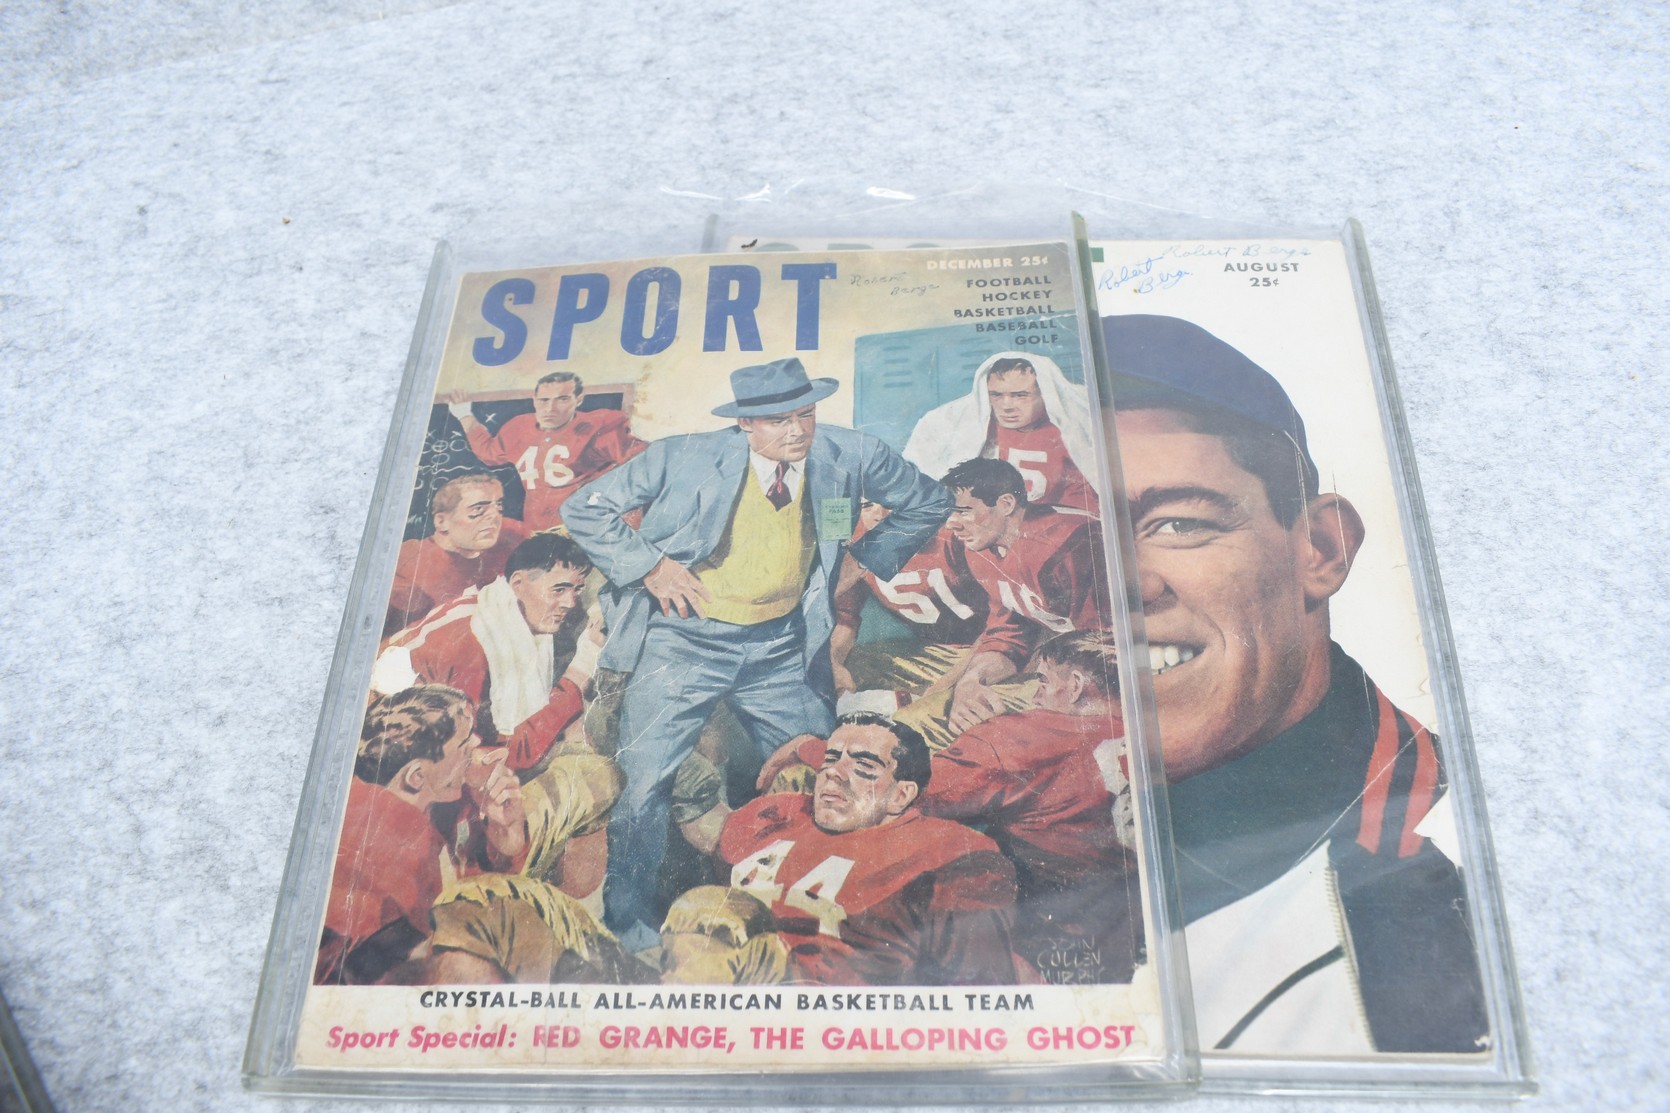 SPORT
Robert
Berge
DECEMBER 25¢
FOOTBALL
HOCKEY
BASKETBALL
BASEBALL
GOLF
46
15
51
44
JOHN
CULLEN
MURPHY
CRYSTAL-BALL ALL-AMERICAN BASKETBALL TEAM
Sport Special: RED GRANGE, THE GALLOPING GHOST
Robert Berge
Robert
Berge
AUGUST
25¢